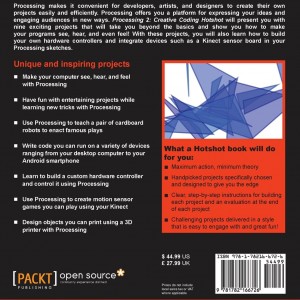 Processing makes it convenient for developers, artists, and designers to create their own
projects easily and efficiently. Processing offers you a platform for expressing your ideas and
engaging audiences in new ways. Processing 2: Creative Coding Hotshot will present you with
nine exciting projects that will take you beyond the basics and show you how to make your
programs see, hear, and even feel! With these projects, you will also learn how to build
your own hardware controllers and integrate devices such as a Kinect sensor board in your
Processing sketches.
Unique and inspiring projects
Make your computer see, hear, and feel
with Processing
Have fun with entertaining projects while
learning new tricks with Processing
Use Processing to teach a pair of cardboard
robots to enact famous plays
Write code you can run on a variety of devices
ranging from your desktop computer to your
Android smartphone
Learn to build a custom hardware controller
and control it using Processing
Use Processing to create motion sensor
games you can play using your Kinect
Design objects you can print using a 3D
printer with Processing
What a Hotshot book will
do for you:
Maximum action, minimum theory
Handpicked projects specifically chosen
and designed to give you the edge
Clear, step-by-step instructions for building
each project and an evaluation at the end
of each project
Challenging projects delivered in a style
that is easy to engage with and great fun!
$ 44.99 US
£ 27.99 UK
Prices do not include
local sales tax or VAT
where applicable
[PACKT]
PUBLISHING
open source*
54499
9 781782 166726